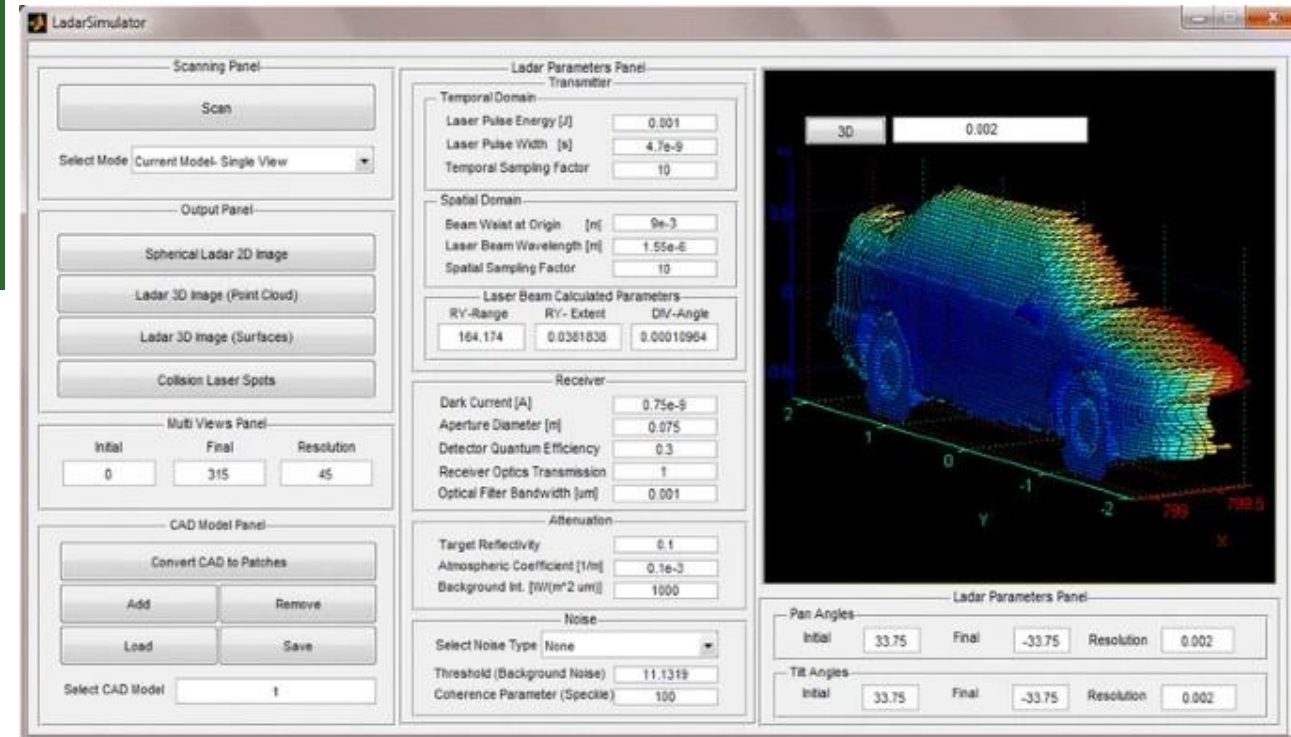 LadarSimulator
Scanning Panel
Scan
Select Mode Current Model- Single View
Output Panel
Spherical Ladar 2D Image
Ladar 3D Image (Point Cloud)
Ladar 3D Image (Surfaces)
Collision Laser Spots
Multi Views Panel
Initial Final Resolution
0 315 45
CAD Model Panel
Convert CAD to Patches
Add Remove
Load Save
Select CAD Model 1
Ladar Parameters Panel
Transmitter
Temporal Domain
Laser Pulse Energy [J] 0.001
Laser Pulse Width [s] 4.7e-9
Temporal Sampling Factor 10
Spatial Domain
Beam Waist at Origin [m[ 9e-3
Laser Beam Wavelength [m] 1.55e-6
Spatial Sampling Factor 10
Laser Beam Calculated Parameters
RY-Range RY- Extent DIV-Angle
164.174 0.0381838 0.00010964
Receiver
Dark Current [A] 0.75e-9
Aperture Diameter [m] 0.075
Detector Quantum Efficiency 0.3
Receiver Optics Transmission 1
Optical Filter Bandwidth [um] 0.001
Attenuation
Target Reflectivity 0.1
Atmospheric Coefficient [1/m] 0.1e-3
Background Int. [W/(m^2 um)] 1000
Noise
Select Noise Type None
Threshold (Background Noise) 11.1319
Coherence Parameter (Speckle) 100
3D 0.002
0.5
0
2
1
0
-1
-2
Y
799 799.5
X
Ladar Parameters Panel
Pan Angles
Initial 33.75 Final -33.75 Resolution 0.002
Tilt Angles
Initial 33.75 Final -33.75 Resolution 0.002